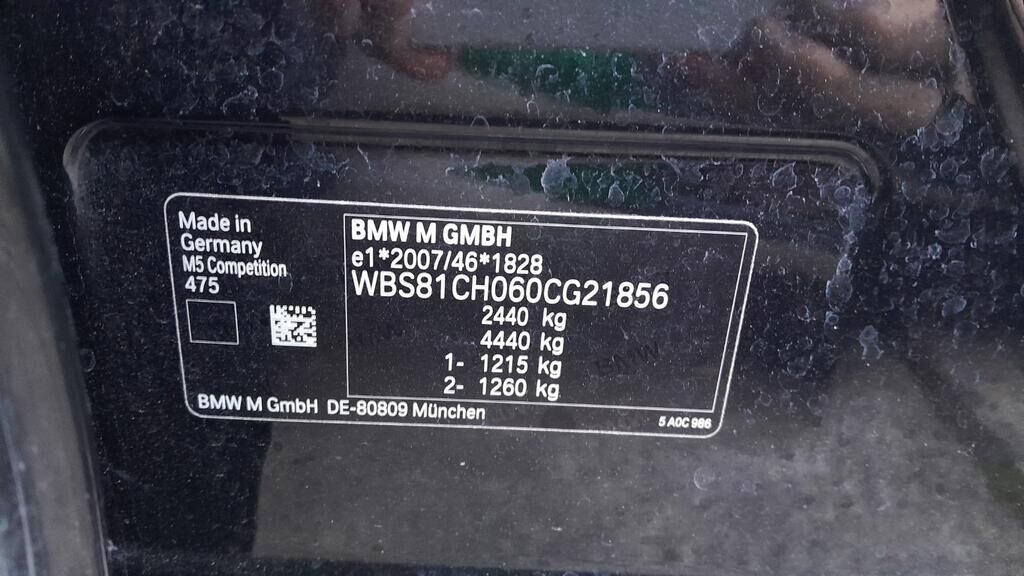 Made in
Germany
M5 Competition
475
BMW M GMBH
e1*2007/46*1828
WBS81CH060CG21856
2440 kg
4440 kg
1- 1215 kg
2- 1260 kg
BMW M GmbH DE-80809 München
5 A0C 986
BMW